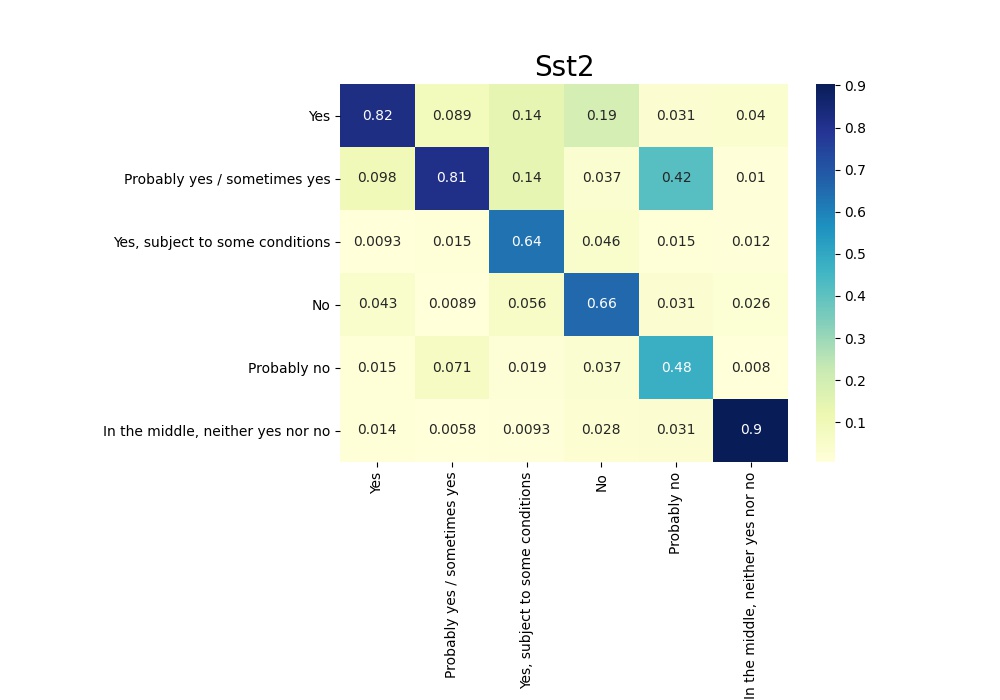 Sst2
Yes 0.82 0.089 0.14 0.19 0.031 0.04
Probably yes / sometimes yes 0.098 0.81 0.14 0.037 0.42 0.01
Yes, subject to some conditions 0.0093 0.015 0.64 0.046 0.015 0.012
No 0.043 0.0089 0.056 0.66 0.031 0.026
Probably no 0.015 0.071 0.019 0.037 0.48 0.008
In the middle, neither yes nor no 0.014 0.0058 0.0093 0.028 0.031 0.9
Yes
Probably yes / sometimes yes
Yes, subject to some conditions
No
Probably no
In the middle, neither yes nor no
0.9
0.8
0.7
0.6
0.5
0.4
0.3
0.2
0.1